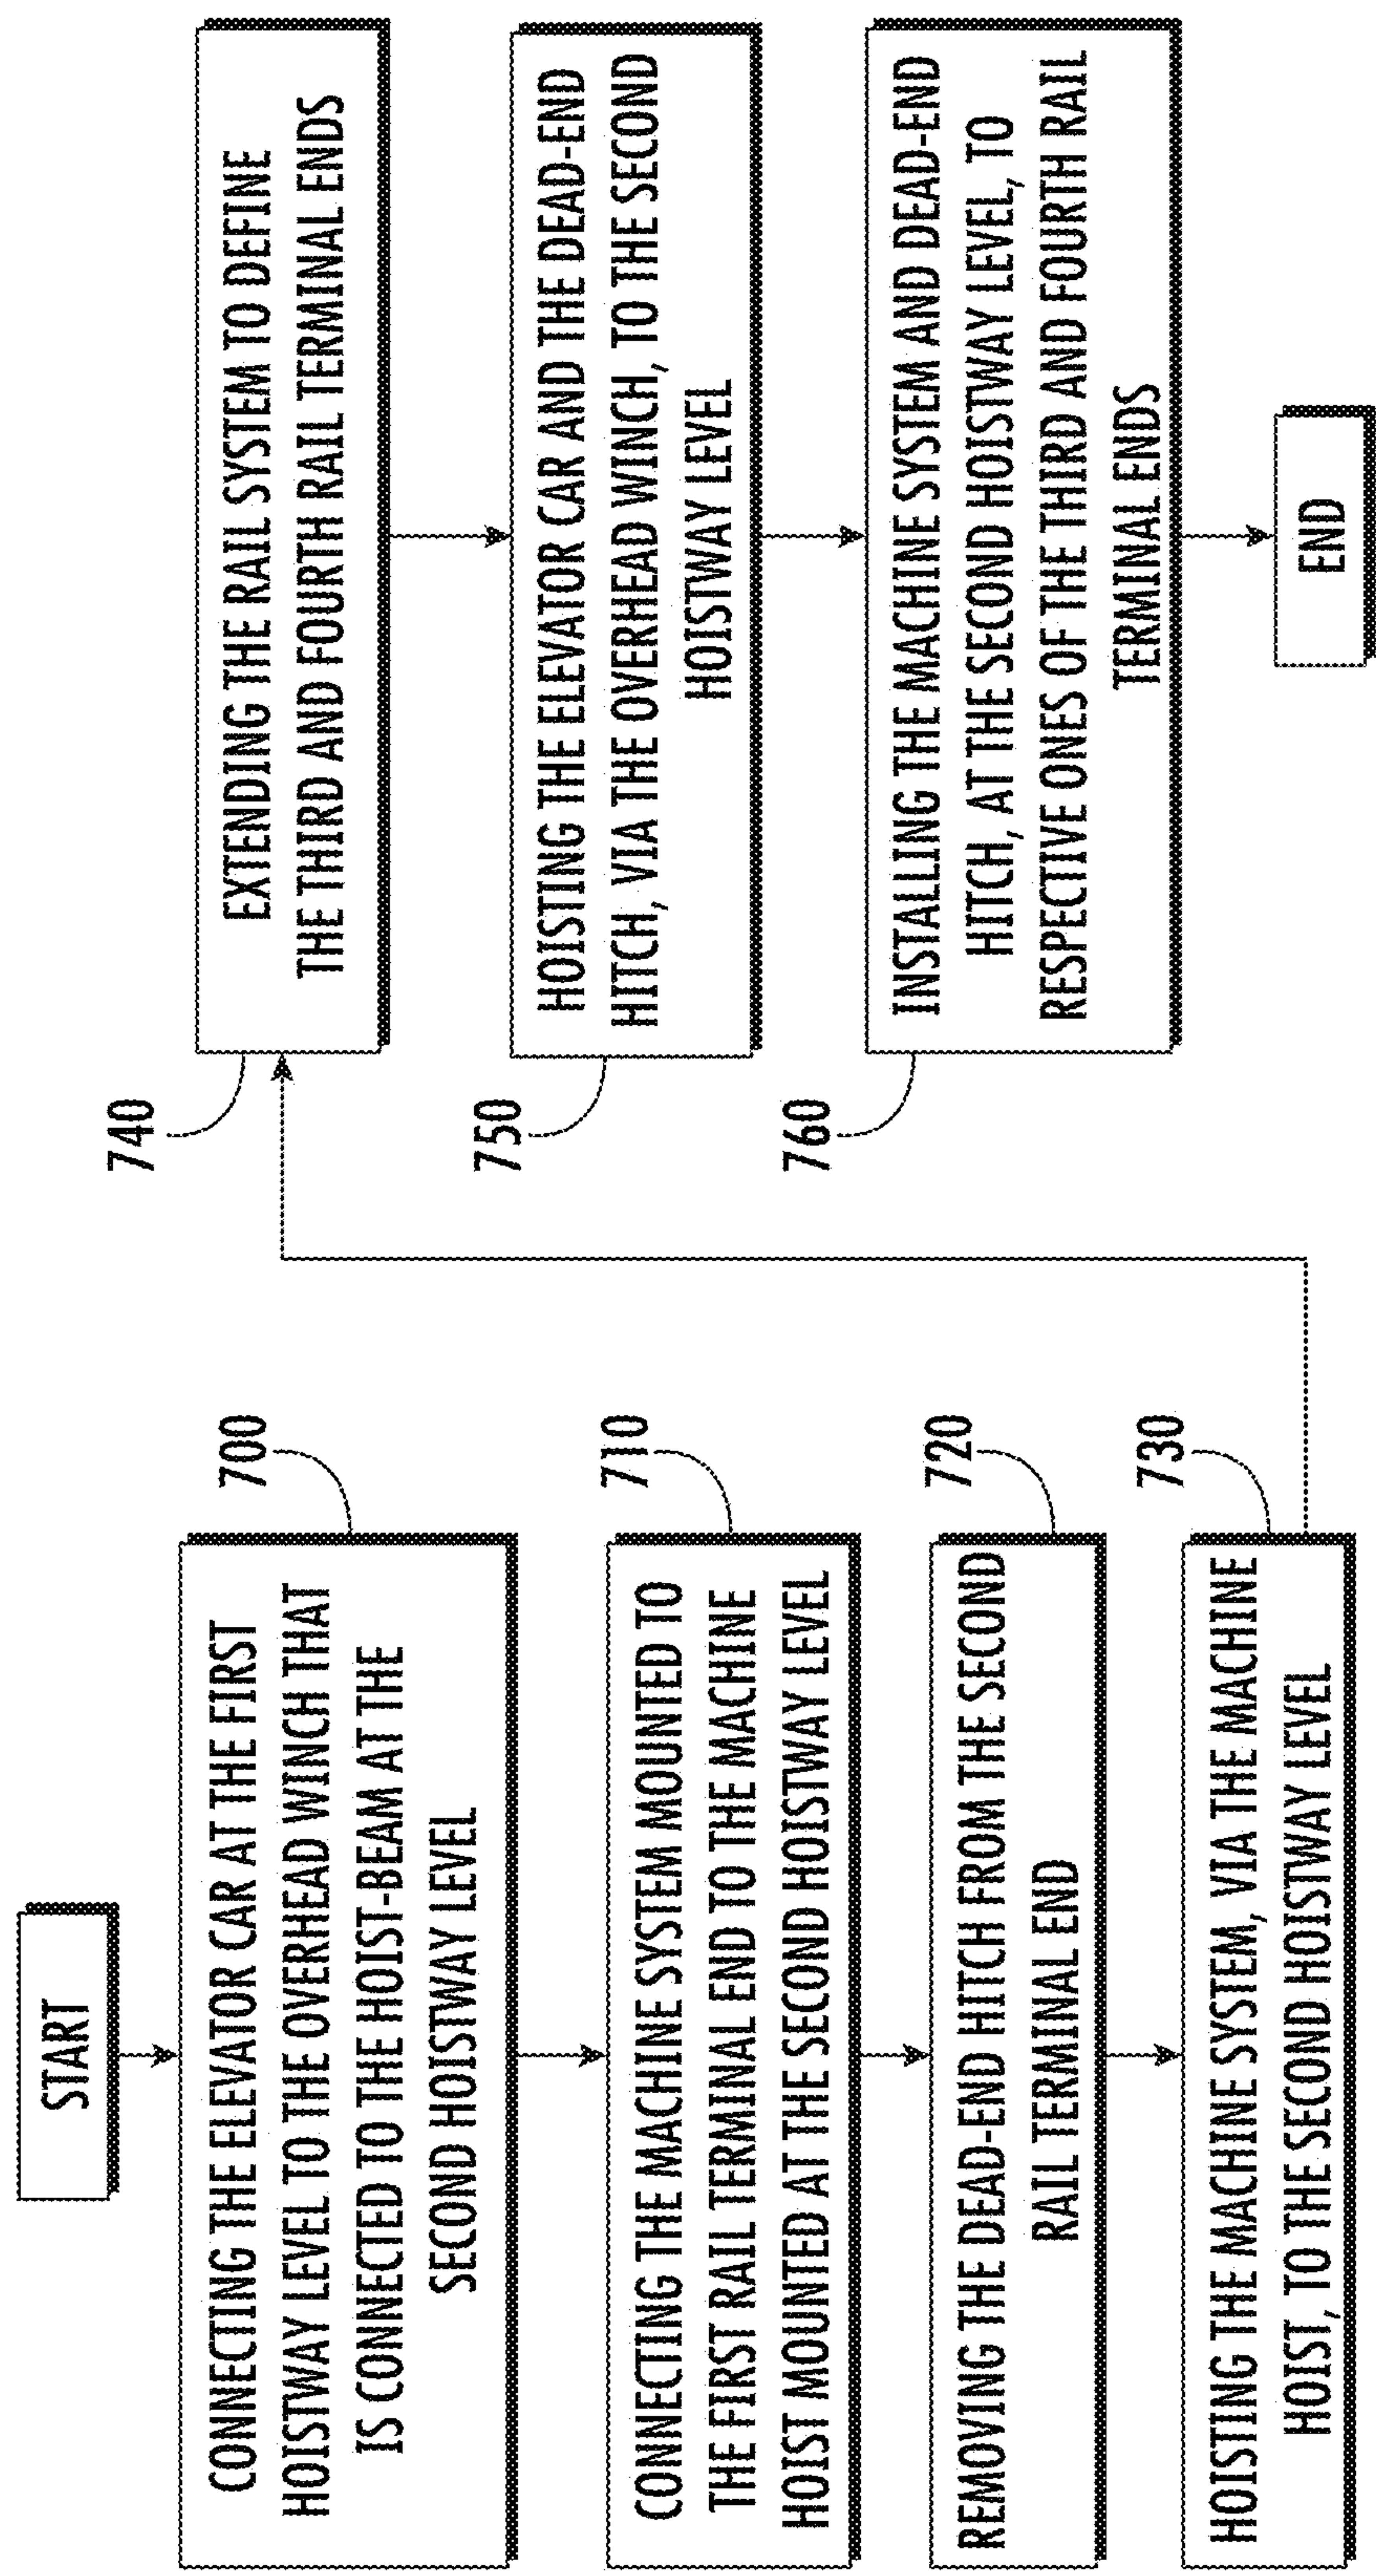 START
CONNECTING THE ELEVATOR CAR AT THE FIRST
HOISTWAY LEVEL TO THE OVERHEAD WINCH THAT
IS CONNECTED TO THE HOIST-BEAM AT THE
SECOND HOISTWAY LEVEL
700
CONNECTING THE MACHINE SYSTEM MOUNTED TO
THE FIRST RAIL TERMINAL END TO THE MACHINE
HOIST MOUNTED AT THE SECOND HOISTWAY LEVEL
710
REMOVING THE DEAD-END HITCH FROM THE SECOND
RAIL TERMINAL END
720
HOISTING THE MACHINE SYSTEM, VIA THE MACHINE
HOIST, TO THE SECOND HOISTWAY LEVEL
730
740
EXTENDING THE RAIL SYSTEM TO DEFINE
THE THIRD AND FOURTH RAIL TERMINAL ENDS
750
HOISTING THE ELEVATOR CAR AND THE DEAD-END
HITCH, VIA THE OVERHEAD WINCH, TO THE SECOND
HOISTWAY LEVEL
760
INSTALLING THE MACHINE SYSTEM AND DEAD-END
HITCH, AT THE SECOND HOISTWAY LEVEL, TO
RESPECTIVE ONES OF THE THIRD AND FOURTH RAIL
TERMINAL ENDS
END